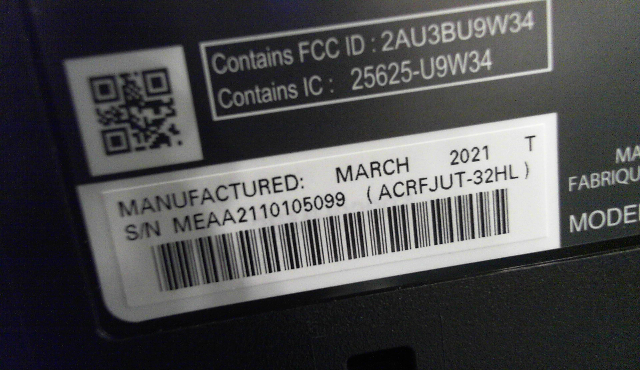 Contains FCC ID : 2AU3BU9W34
Contains IC : 25625-U9W34
MANUFACTURED: MARCH 2021 T
S/N MEAA2110105099 (ACRFJUT-32HL)
MA
FABRIQU
MODEL